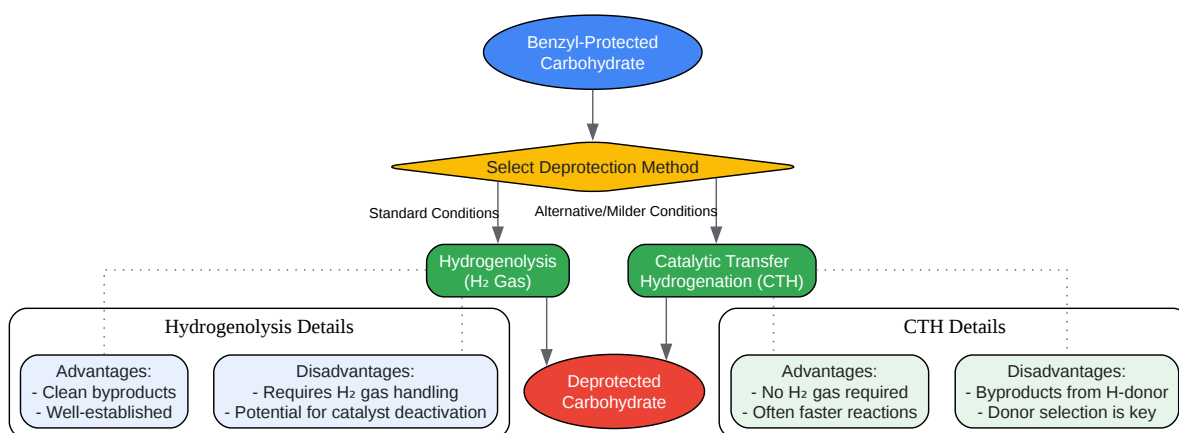 Benzyl-Protected
Carbohydrate
Select Deprotection Method
Standard Conditions
Alternative/Milder Conditions
Hydrogenolysis
(H₂ Gas)
Catalytic Transfer
Hydrogenation (CTH)
Hydrogenolysis Details
Advantages:
- Clean byproducts
- Well-established
Disadvantages:
- Requires H₂ gas handling
- Potential for catalyst deactivation
Deprotected
Carbohydrate
CTH Details
Advantages:
- No H₂ gas required
- Often faster reactions
Disadvantages:
- Byproducts from H-donor
- Donor selection is key